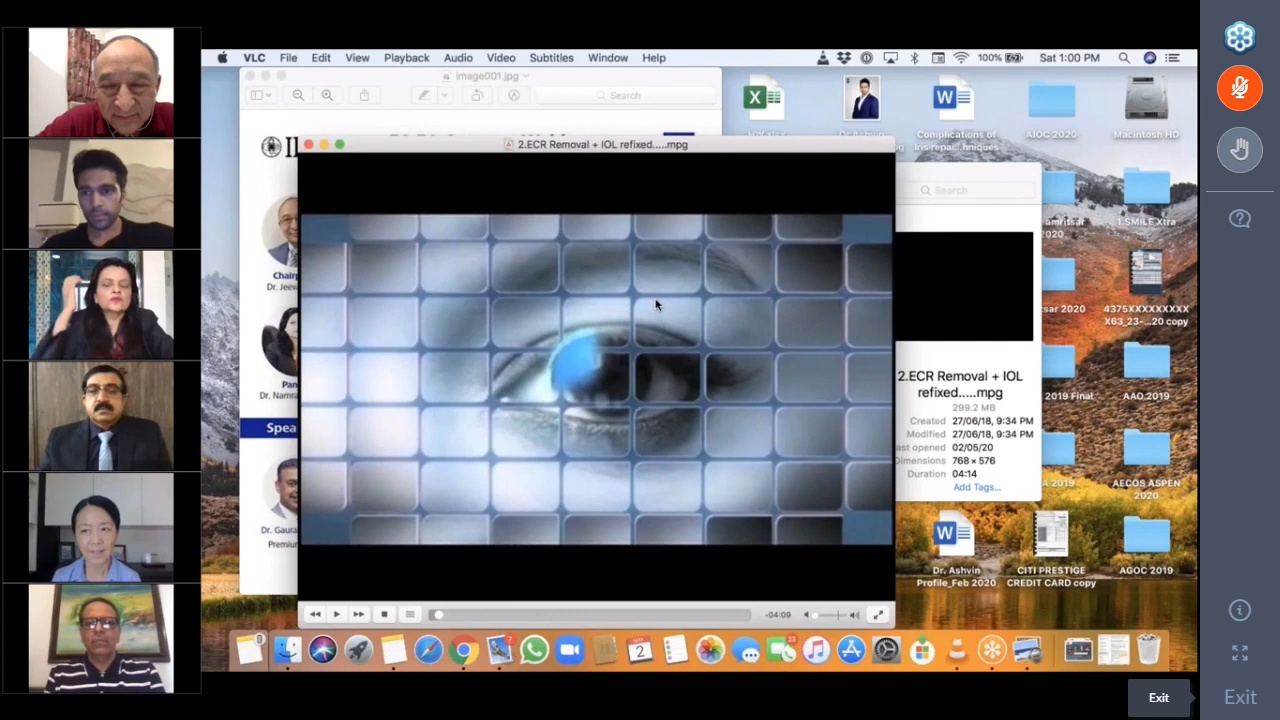 VLC File Edit View Playback Audio Video Subtitles Window Help
100% Sat 1:00 PM
image001.jpg
Search
2.ECR Removal + IOL refixed.....mpg
Chairp
Dr. Jeev
Pan
Dr. Namra
Spea
Dr. Gaura
Premium
-04:09
Search
2.ECR Removal + IOL
refixed.....mpg
299.2 MB
Created 27/06/18, 9:34 PM
Modified 27/06/18, 9:34 PM
ast opened 02/05/20
Dimensions 768 × 576
Duration 04:14
Add Tags...
Complications of
Iris repai...hniques
AIOC 2020
Macintosh HD
amritsar
2020
1.SMILE Xtra
sar 2020
4375XXXXXXXXX
X63_23-...20 copy
2019 Final
AAO 2019
A 2019
AECOS ASPEN
2020
Dr. Ashvin
Profile_Feb 2020
CITI PRESTIGE
CREDIT CARD copy
AGOC 2019
2
Exit
Exit